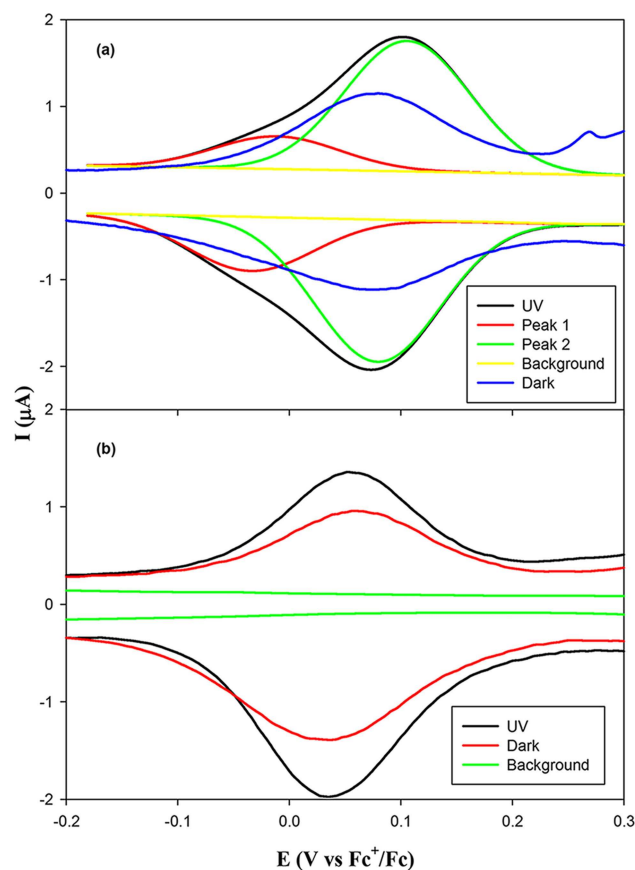 2
(a)
1
0
-1
-2
UV
Peak 1
Peak 2
Background
Dark
I (μA)
2
(b)
1
0
-1
-2
UV
Dark
Background
-0.2 -0.1 0.0 0.1 0.2 0.3
E (V vs Fc⁺/Fc)